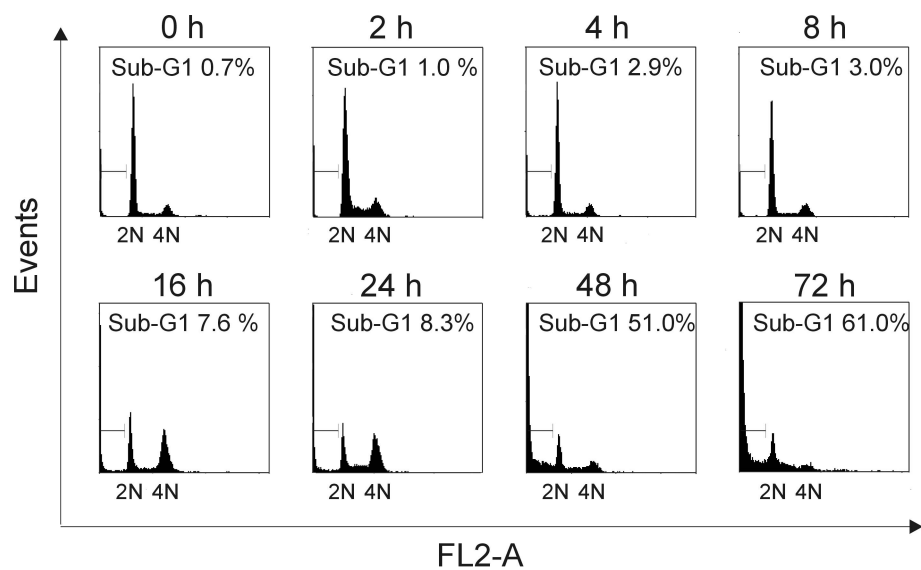 0 h
2 h
4 h
8 h
Sub-G1 0.7%
Sub-G1 1.0 %
Sub-G1 2.9%
Sub-G1 3.0%
2N 4N
2N 4N
2N 4N
2N 4N
Events
16 h
24 h
48 h
72 h
Sub-G1 7.6 %
Sub-G1 8.3%
Sub-G1 51.0%
Sub-G1 61.0%
2N 4N
2N 4N
2N 4N
2N 4N
FL2-A